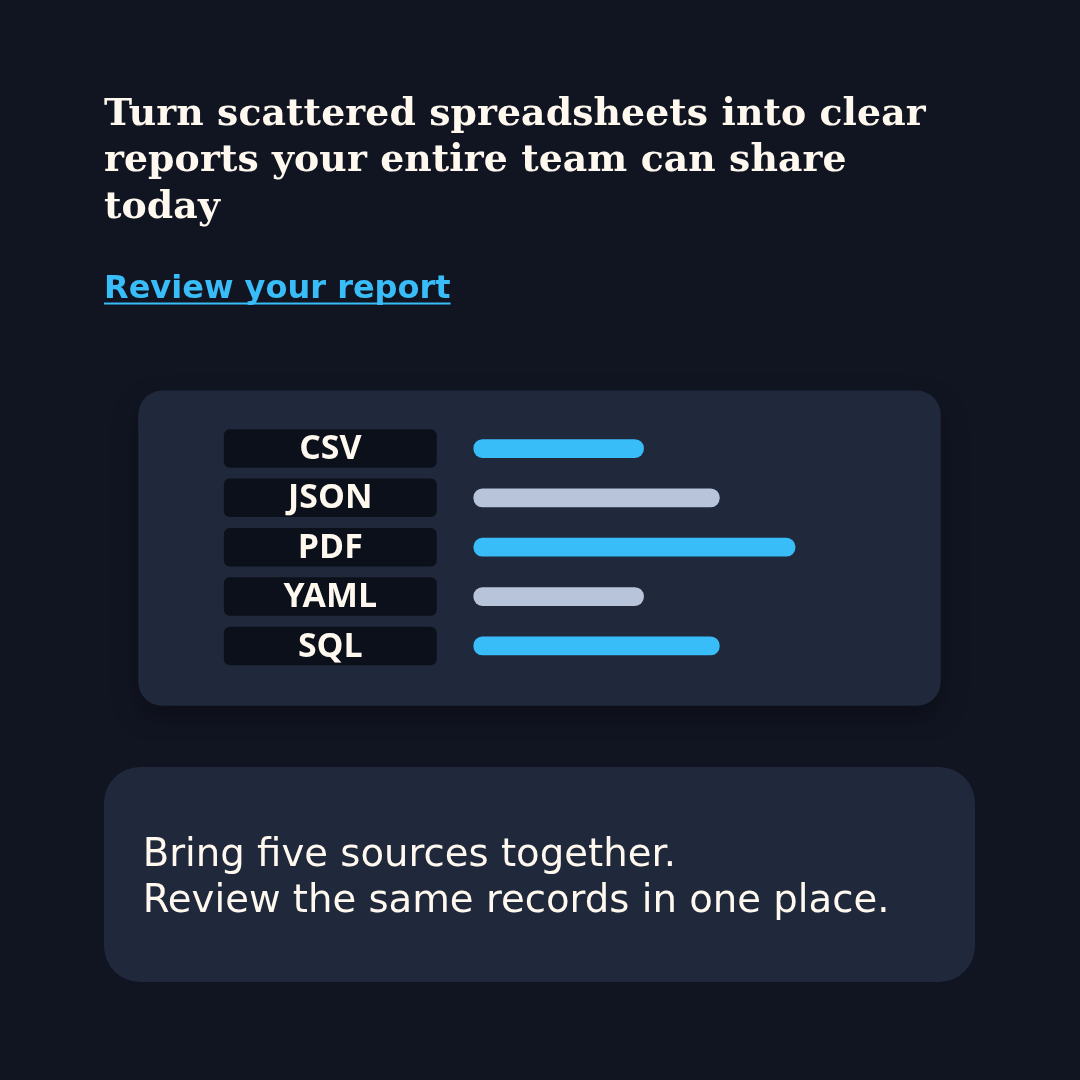 Turn scattered spreadsheets into clear
reports your entire team can share
today
Review your report
CSV
JSON
PDF
YAML
SQL
Bring five sources together.
Review the same records in one place.